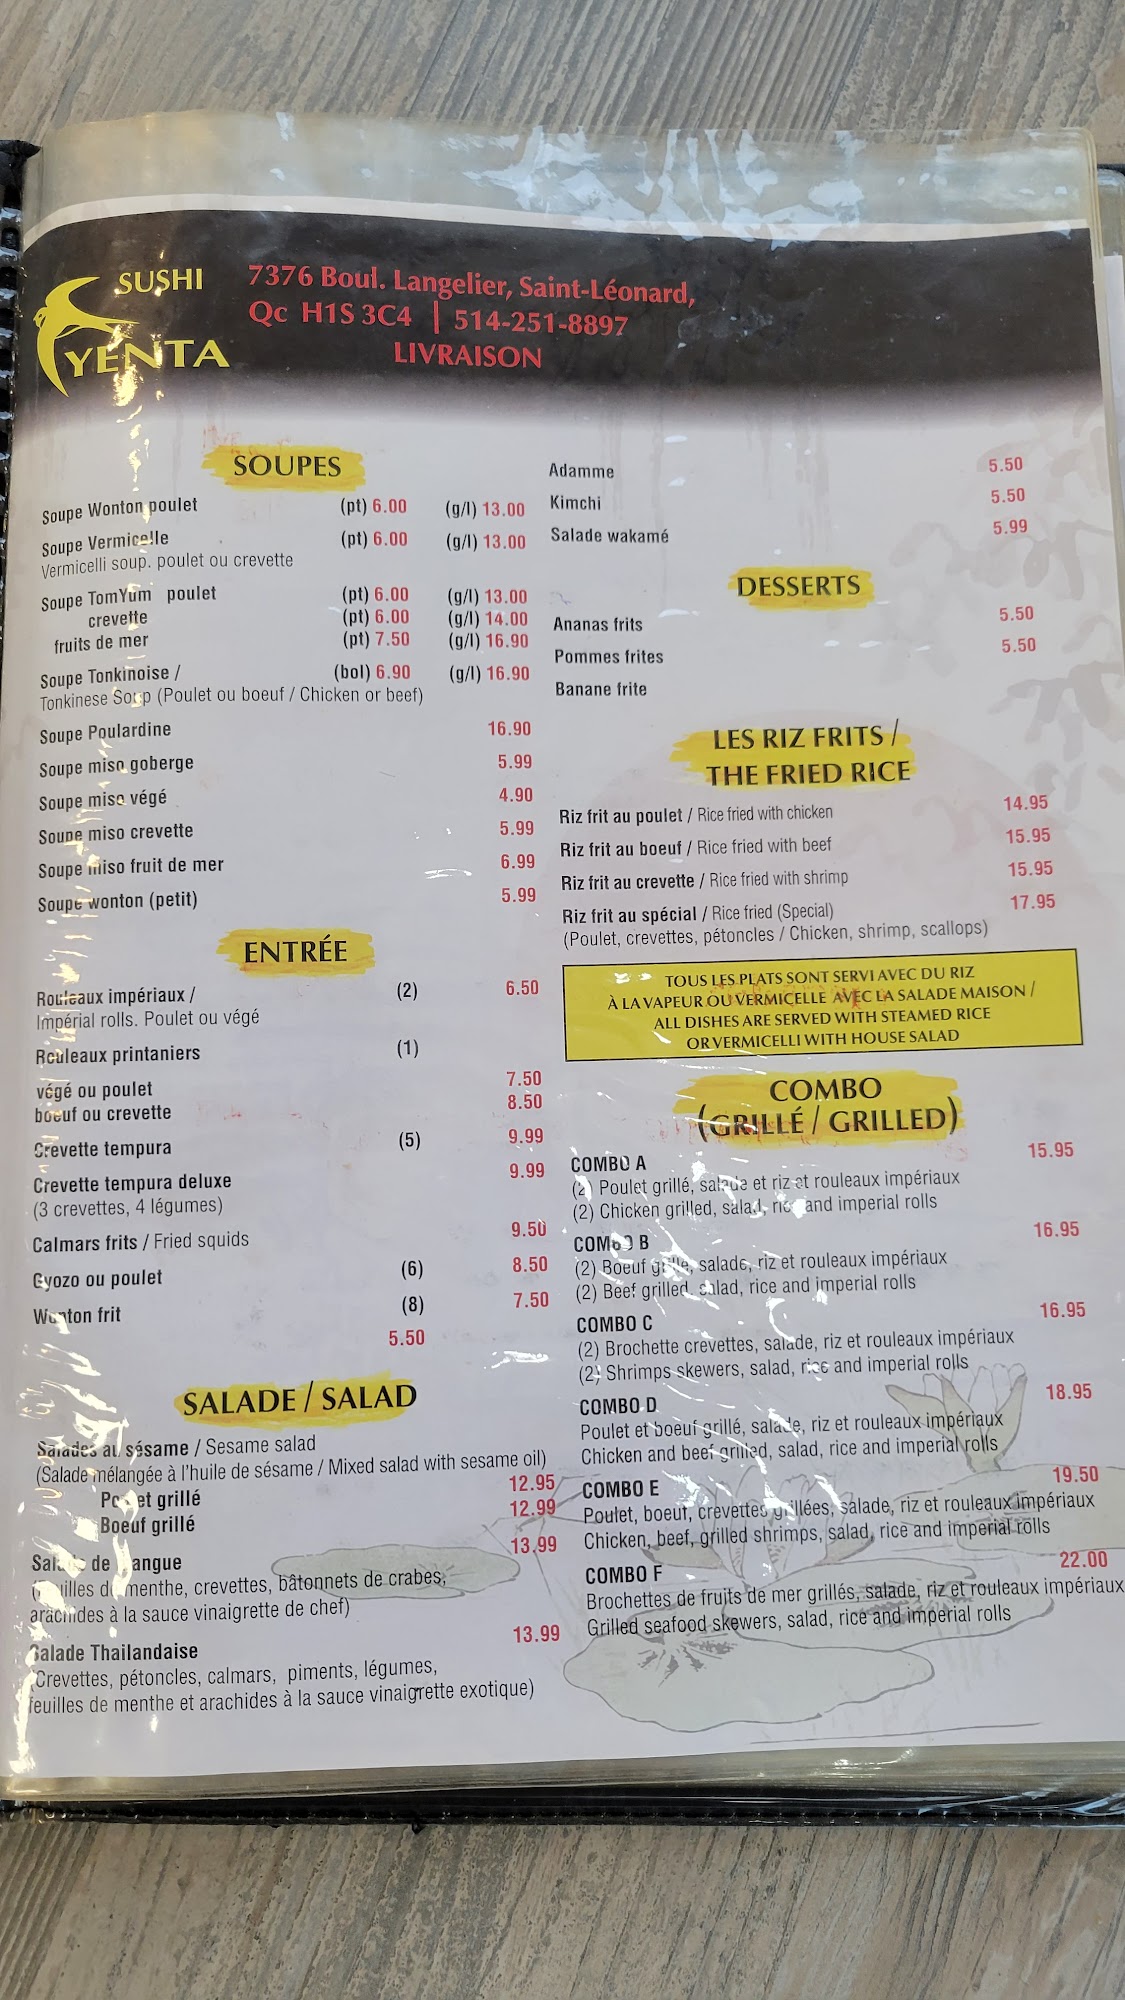 SUSHI
YENTA
7376 Boul. Langelier, Saint-Léonard,
Qc H1S 3C4 | 514-251-8897
LIVRAISON
SOUPES
Soupe Wonton poulet (pt) 6.00 (g/l) 13.00
Soupe Vermicelle (pt) 6.00 (g/l) 13.00
Vermicelli soup. poulet ou crevette
Soupe TomYum poulet (pt) 6.00 (g/l) 13.00
crevette (pt) 6.00 (g/l) 14.00
fruits de mer (pt) 7.50 (g/l) 16.90
Soupe Tonkinoise / (bol) 6.90 (g/l) 16.90
Tonkinese Soup (Poulet ou boeuf / Chicken or beef)
Soupe Poulardine 16.90
Soupe miso goberge 5.99
Soupe miso végé 4.90
Soupe miso crevette 5.99
Soupe miso fruit de mer 6.99
Soupe wonton (petit) 5.99
ENTRÉE
Rouleaux impériaux / (2) 6.50
Impérial rolls. Poulet ou végé
Rouleaux printaniers (1)
végé ou poulet 7.50
boeuf ou crevette 8.50
Crevette tempura (5) 9.99
Crevette tempura deluxe 9.99
(3 crevettes, 4 légumes)
Calmars frits / Fried squids 9.50
Gyozo ou poulet (6) 8.50
Wonton frit (8) 7.50
5.50
SALADE / SALAD
Salades au sésame / Sesame salad
(Salade mélangée à l'huile de sésame / Mixed salad with sesame oil)
Poulet grillé 12.95
Boeuf grillé 12.99
Salade de mangue 13.99
(feuilles de menthe, crevettes, bâtonnets de crabes,
arachides à la sauce vinaigrette de chef)
Salade Thailandaise 13.99
(Crevettes, pétoncles, calmars, piments, légumes,
feuilles de menthe et arachides à la sauce vinaigrette exotique)
Adamme 5.50
Kimchi 5.50
Salade wakamé 5.99
DESSERTS
Ananas frits 5.50
Pommes frites 5.50
Banane frite
LES RIZ FRITS /
THE FRIED RICE
Riz frit au poulet / Rice fried with chicken 14.95
Riz frit au boeuf / Rice fried with beef 15.95
Riz frit au crevette / Rice fried with shrimp 15.95
Riz frit au spécial / Rice fried (Special) 17.95
(Poulet, crevettes, pétoncles / Chicken, shrimp, scallops)
TOUS LES PLATS SONT SERVI AVEC DU RIZ
À LA VAPEUR OU VERMICELLE AVEC LA SALADE MAISON /
ALL DISHES ARE SERVED WITH STEAMED RICE
OR VERMICELLI WITH HOUSE SALAD
COMBO
(GRILLÉ / GRILLED)
COMBO A 15.95
(2) Poulet grillé, salade et riz et rouleaux impériaux
(2) Chicken grilled, salad, rice and imperial rolls
COMBO B 16.95
(2) Boeuf grillé, salade, riz et rouleaux impériaux
(2) Beef grilled, salad, rice and imperial rolls
COMBO C 16.95
(2) Brochette crevettes, salade, riz et rouleaux impériaux
(2) Shrimps skewers, salad, rice and imperial rolls
COMBO D 18.95
Poulet et boeuf grillé, salade, riz et rouleaux impériaux
Chicken and beef grilled, salad, rice and imperial rolls
COMBO E 19.50
Poulet, boeuf, crevettes grillées, salade, riz et rouleaux impériaux
Chicken, beef, grilled shrimps, salad, rice and imperial rolls
COMBO F 22.00
Brochettes de fruits de mer grillés, salade, riz et rouleaux impériaux
Grilled seafood skewers, salad, rice and imperial rolls